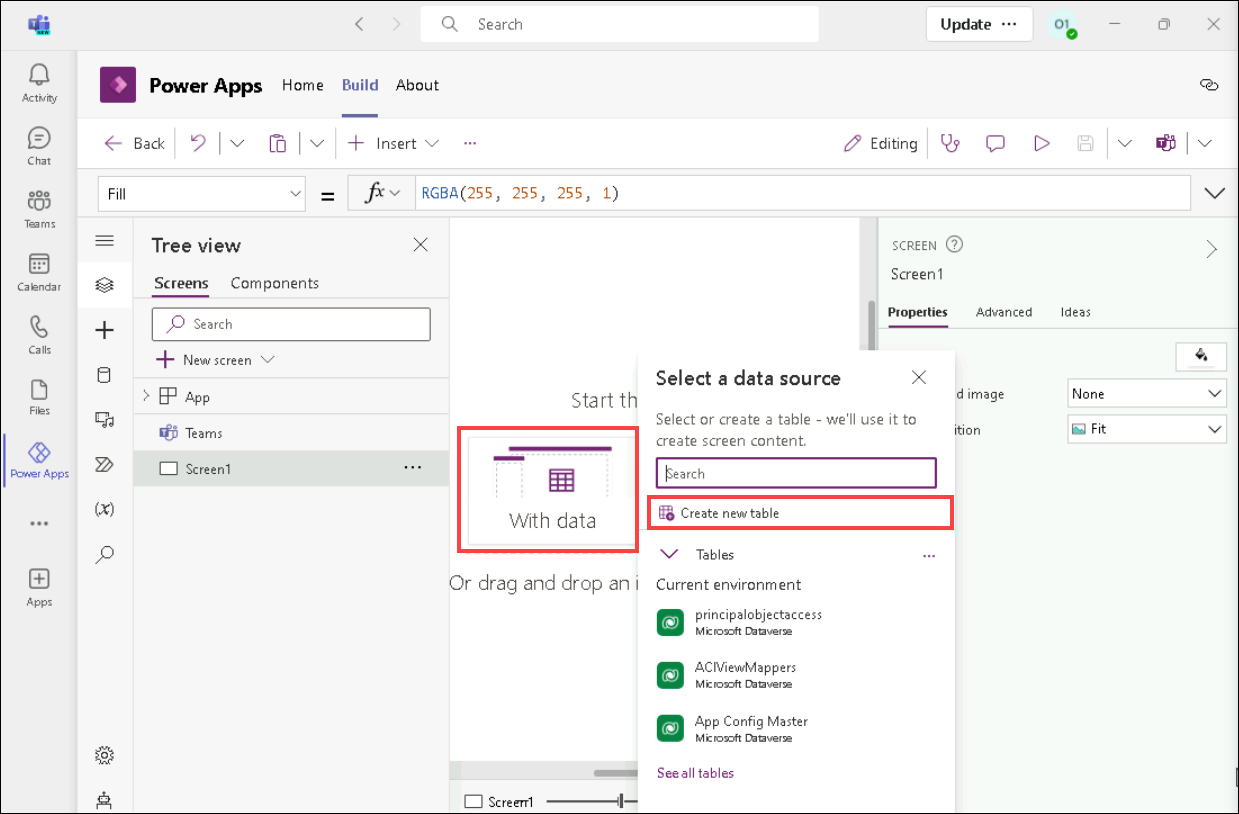 NEW
Search
Update ···
01
Activity
Chat
Teams
Calendar
Calls
Files
Power Apps
Apps
Power Apps
Home
Build
About
Back
Insert
Editing
Fill
=
fx
RGBA(255, 255, 255, 1)
Tree view
Screens
Components
Search
New screen
App
Teams
Screen1
(x)
Start th
With data
Or drag and drop an i
Screen1
Select a data source
Select or create a table - we'll use it to
create screen content.
Search
Create new table
Tables
Current environment
principalobjectaccess
Microsoft Dataverse
ACIViewMappers
Microsoft Dataverse
App Config Master
Microsoft Dataverse
See all tables
SCREEN
Screen1
Properties
Advanced
Ideas
d image
None
ition
Fit